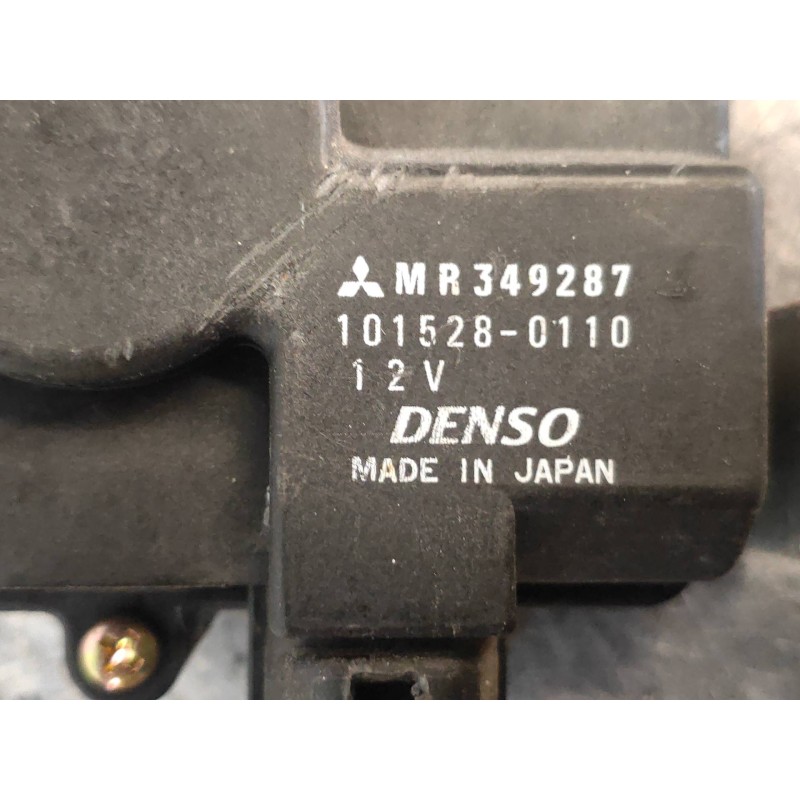 MR349287
101528-0110
12V
DENSO
MADE IN JAPAN